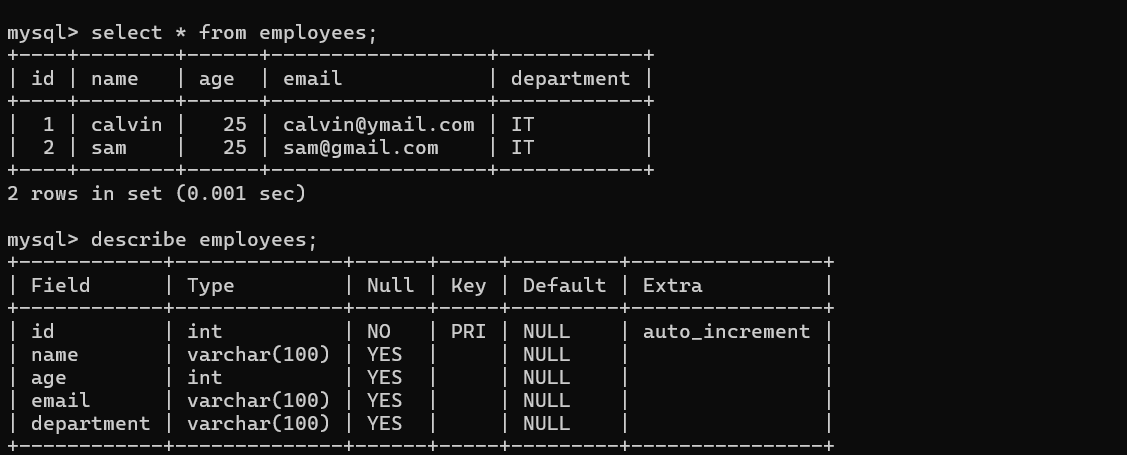 mysql> select * from employees;
+----+--------+------+------------------+------------+
| id | name   | age  | email            | department |
+----+--------+------+------------------+------------+
|  1 | calvin |   25 | calvin@ymail.com | IT         |
|  2 | sam    |   25 | sam@gmail.com    | IT         |
+----+--------+------+------------------+------------+
2 rows in set (0.001 sec)
mysql> describe employees;
+------------+--------------+------+-----+---------+----------------+
| Field      | Type         | Null | Key | Default | Extra          |
+------------+--------------+------+-----+---------+----------------+
| id         | int          | NO   | PRI | NULL    | auto_increment |
| name       | varchar(100) | YES  |     | NULL    |                |
| age        | int          | YES  |     | NULL    |                |
| email      | varchar(100) | YES  |     | NULL    |                |
| department | varchar(100) | YES  |     | NULL    |                |
+------------+--------------+------+-----+---------+----------------+